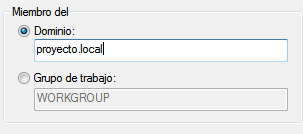 Miembro del
Dominio:
proyecto.local
Grupo de trabajo:
WORKGROUP